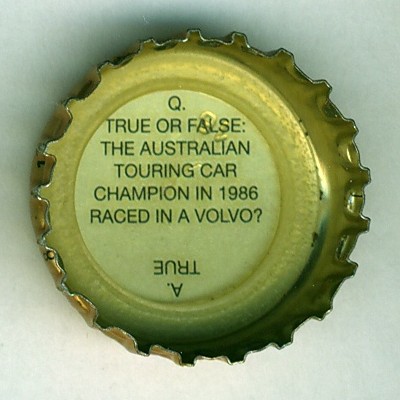 Q.
TRUE OR FALSE:
THE AUSTRALIAN
TOURING CAR
CHAMPION IN 1986
RACED IN A VOLVO?
A.
TRUE